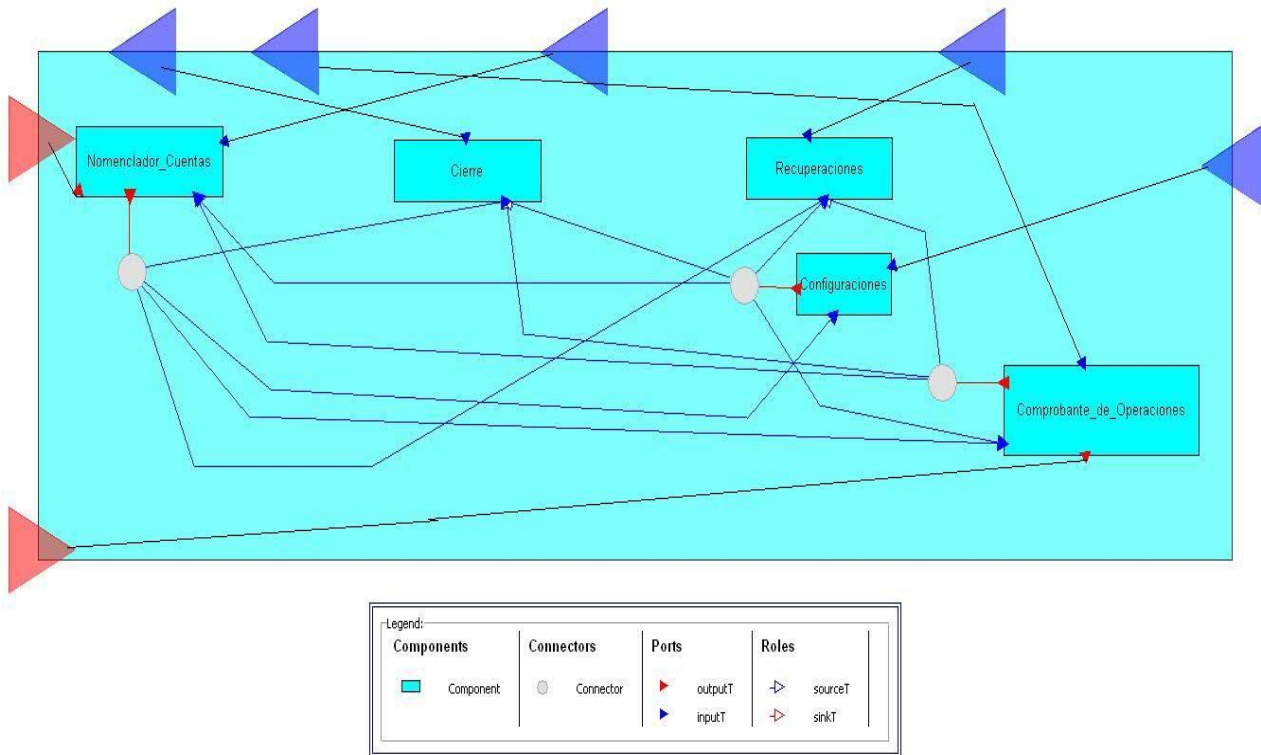 Nomenclador_Cuentas
Cierre
Recuperaciones
Configuraciones
Comprobante_de_Operaciones
Legend:
Components Connectors Ports Roles
Component Connector outputT sourceT
inputT sinkT